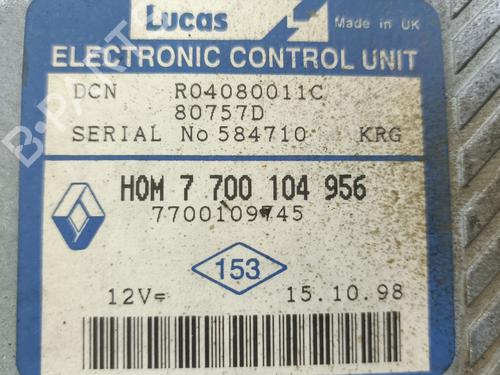 Lucas
Made in UK
ELECTRONIC CONTROL UNIT
DCN R04080011C
80757D
SERIAL No 584710 KRG
HOM 7 700 104 956
7700109745
153
12V= 15.10.98
B-PARTS